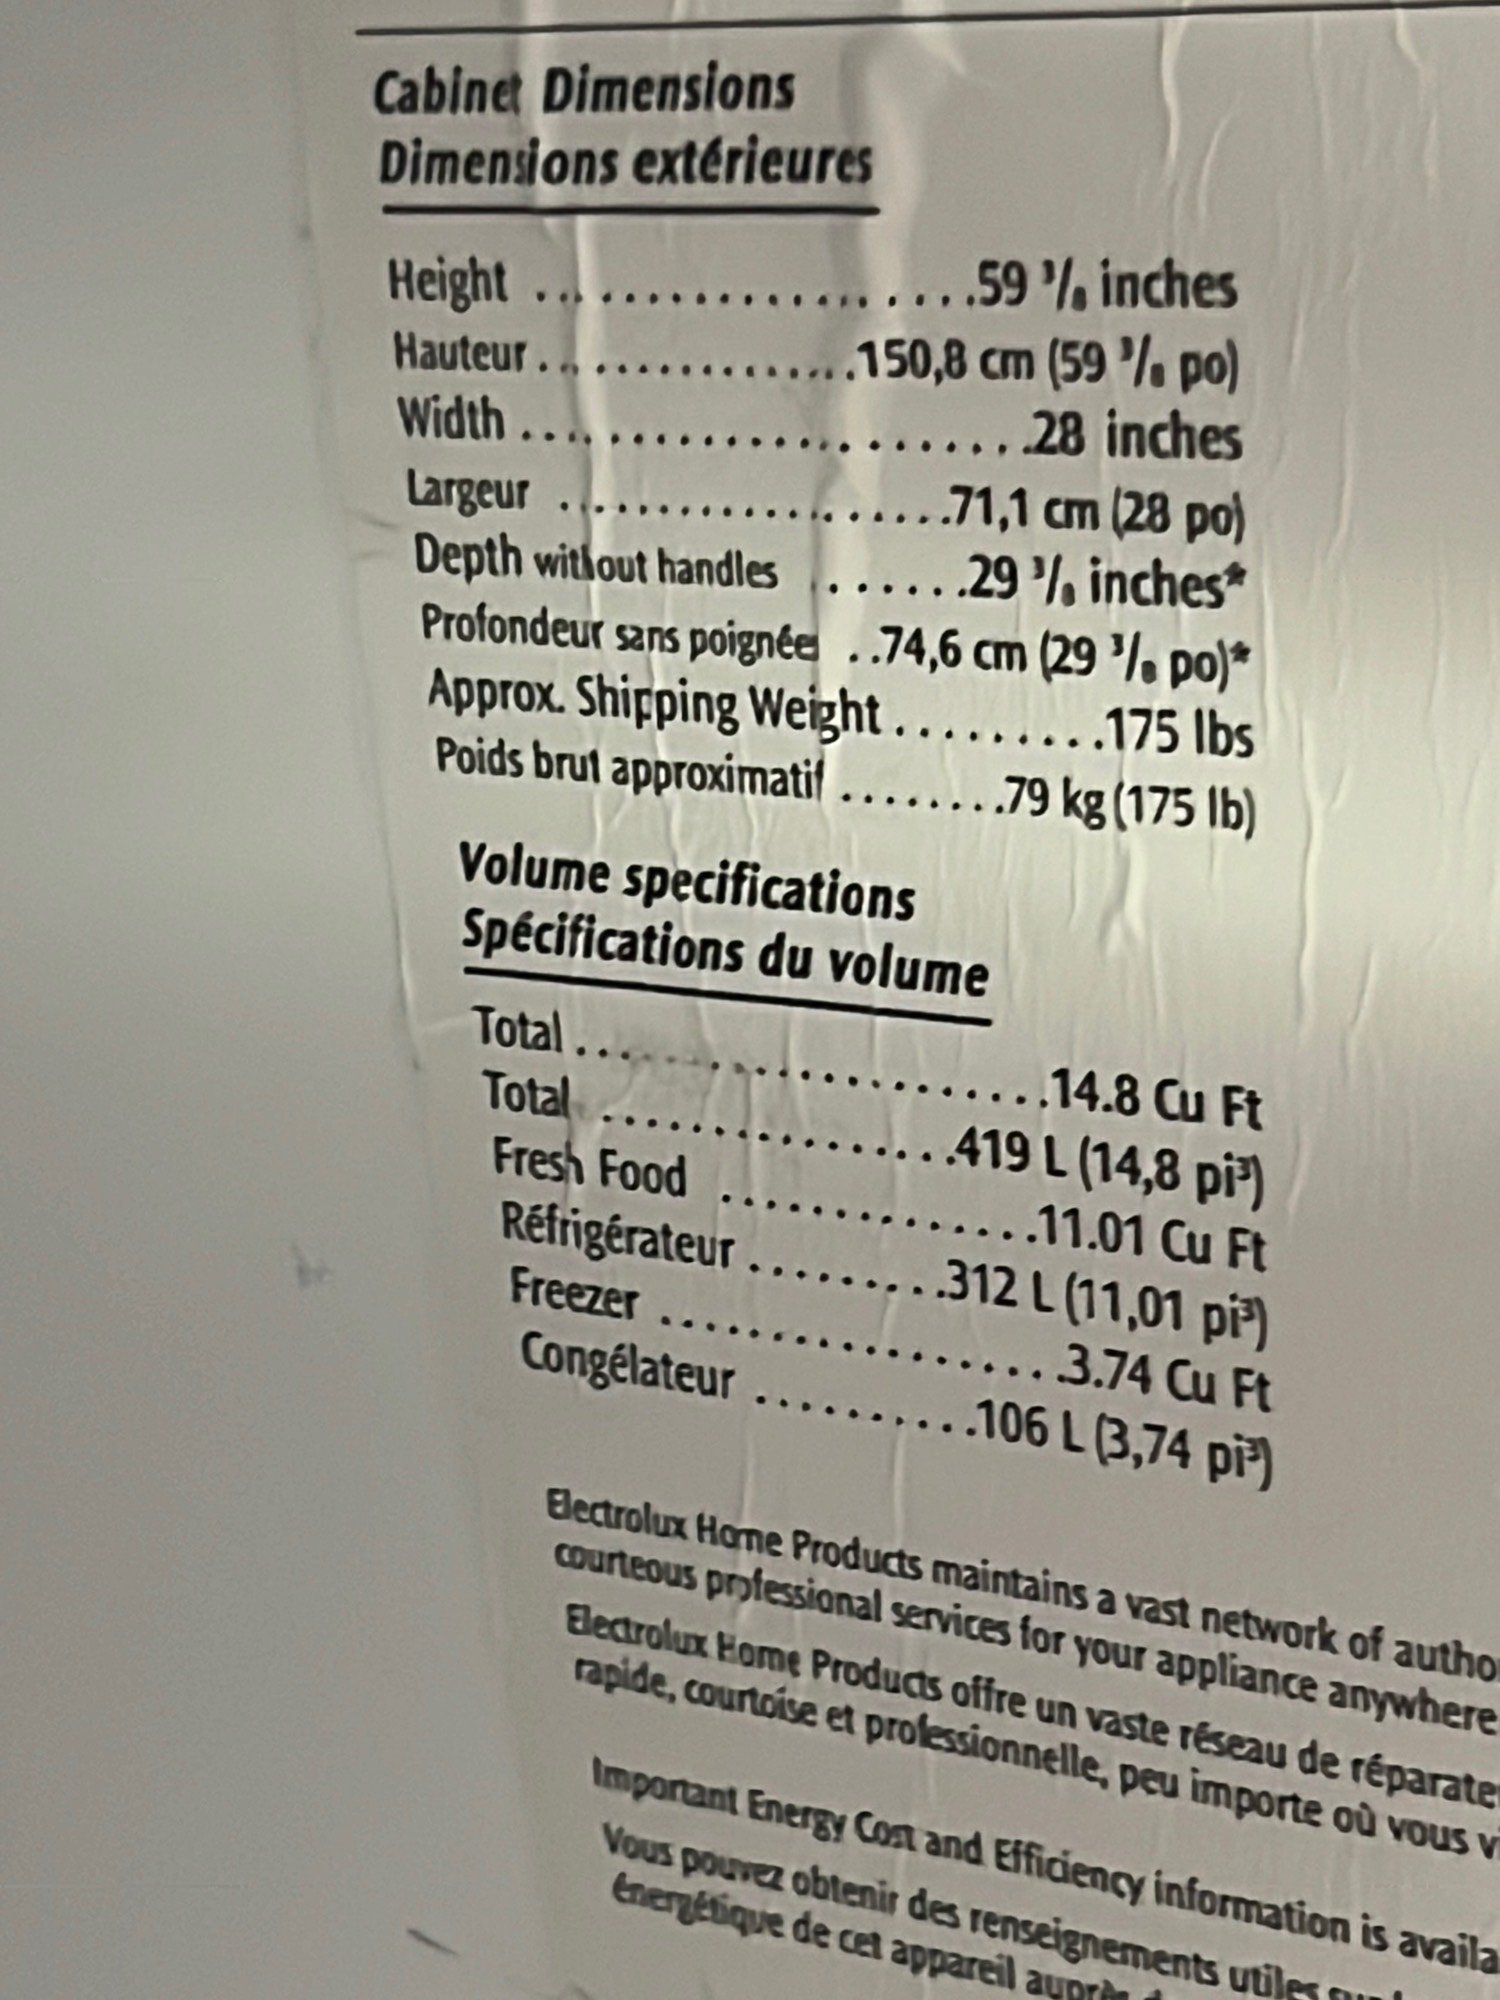 Cabinet Dimensions
Dimensions extérieures
Height ....................59 3/8 inches
Hauteur ................150,8 cm (59 3/8 po)
Width ........................28 inches
Largeur ..................71,1 cm (28 po)
Depth without handles .......29 3/8 inches*
Profondeur sans poignées ..74,6 cm (29 3/8 po)*
Approx. Shipping Weight ..........175 lbs
Poids brut approximatif ........79 kg (175 lb)
Volume specifications
Spécifications du volume
Total .....................14.8 Cu Ft
Total ................419 L (14,8 pi³)
Fresh Food ..............11.01 Cu Ft
Réfrigérateur .........312 L (11,01 pi³)
Freezer ..................3.74 Cu Ft
Congélateur ..........106 L (3,74 pi³)
Electrolux Home Products maintains a vast network of autho
courteous professional services for your appliance anywhere
Electrolux Home Products offre un vaste réseau de réparate
rapide, courtoise et professionnelle, peu importe où vous vi
Important Energy Cost and Efficiency information is availa
Vous pouvez obtenir des renseignements utiles sur
énergétique de cet appareil auprès